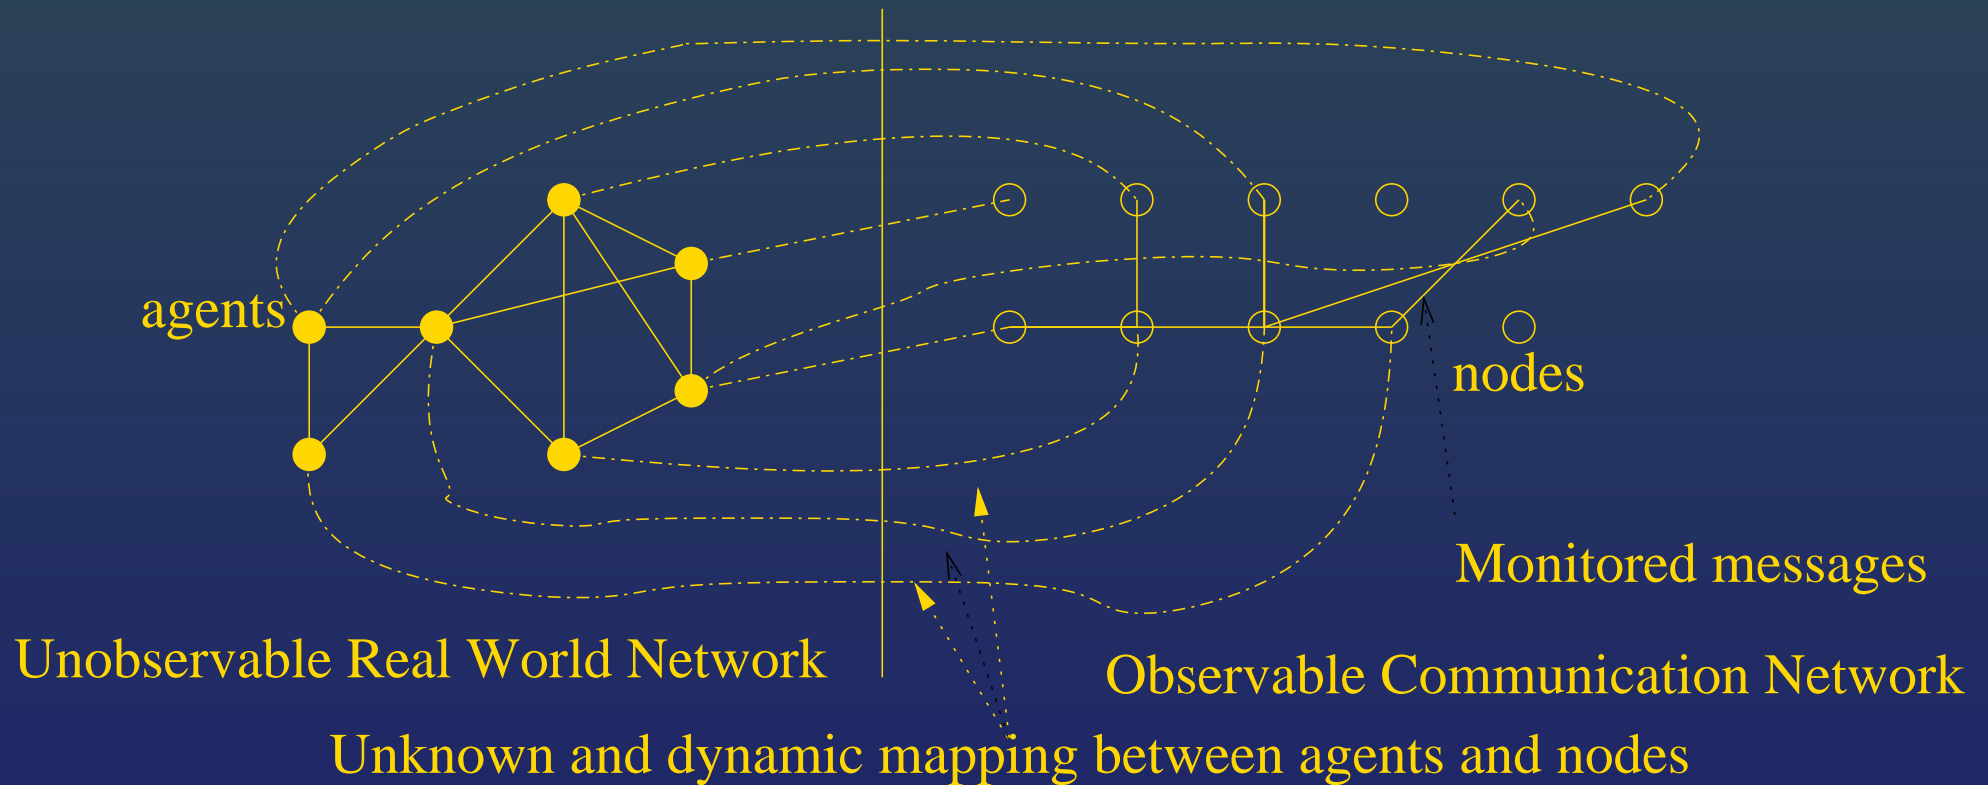 agents
nodes
Monitored messages
Unobservable Real World Network
Observable Communication Network
Unknown and dynamic mapping between agents and nodes